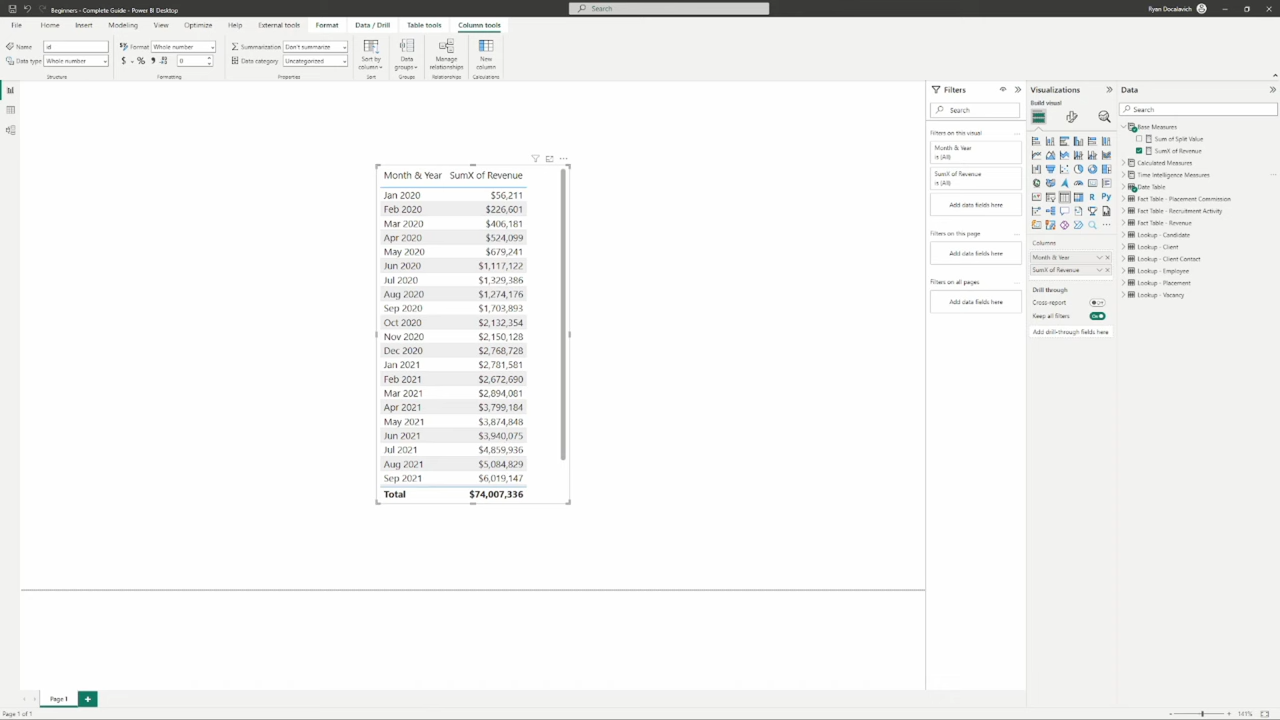 Beginners - Complete Guide - Power BI Desktop
Search
Ryan Docalavich
File
Home
Insert
Modeling
View
Optimize
Help
External tools
Format
Data / Drill
Table tools
Column tools
Name
id
Format
Whole number
Summarization
Don't summarize
Data type
Whole number
$
%
0
Data category
Uncategorized
Sort by
column
Data
groups
Manage
relationships
New
column
Structure
Formatting
Properties
Sort
Groups
Relationships
Calculations
Month & Year SumX of Revenue
Jan 2020 $56,211
Feb 2020 $226,601
Mar 2020 $406,181
Apr 2020 $524,099
May 2020 $679,241
Jun 2020 $1,117,122
Jul 2020 $1,329,386
Aug 2020 $1,274,176
Sep 2020 $1,703,893
Oct 2020 $2,132,354
Nov 2020 $2,150,128
Dec 2020 $2,768,728
Jan 2021 $2,781,581
Feb 2021 $2,672,690
Mar 2021 $2,894,081
Apr 2021 $3,799,184
May 2021 $3,874,848
Jun 2021 $3,940,075
Jul 2021 $4,859,936
Aug 2021 $5,084,829
Sep 2021 $6,019,147
Total $74,007,336
Filters
Search
Filters on this visual
Month & Year
is (All)
SumX of Revenue
is (All)
Add data fields here
Filters on this page
Add data fields here
Filters on all pages
Add data fields here
Visualizations
Build visual
R
Py
Columns
Month & Year
SumX of Revenue
Drill through
Cross-report
Off
Keep all filters
On
Add drill-through fields here
Data
Search
Base Measures
Sum of Split Value
SumX of Revenue
Calculated Measures
Time Intelligence Measures
Date Table
Fact Table - Placement Commission
Fact Table - Recruitment Activity
Fact Table - Revenue
Lookup - Candidate
Lookup - Client
Lookup - Client Contact
Lookup - Employee
Lookup - Placement
Lookup - Vacancy
Page 1
+
Page 1 of 1
141%